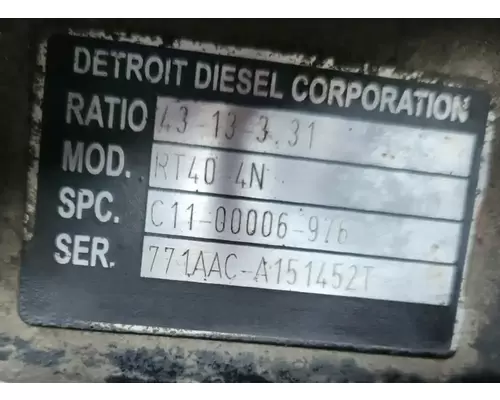 DETROIT DIESEL CORPORATION
RATIO 43 13 3.31
MOD. RT40 4N
SPC. C11-00006-976
SER. 771AAC-A151452T